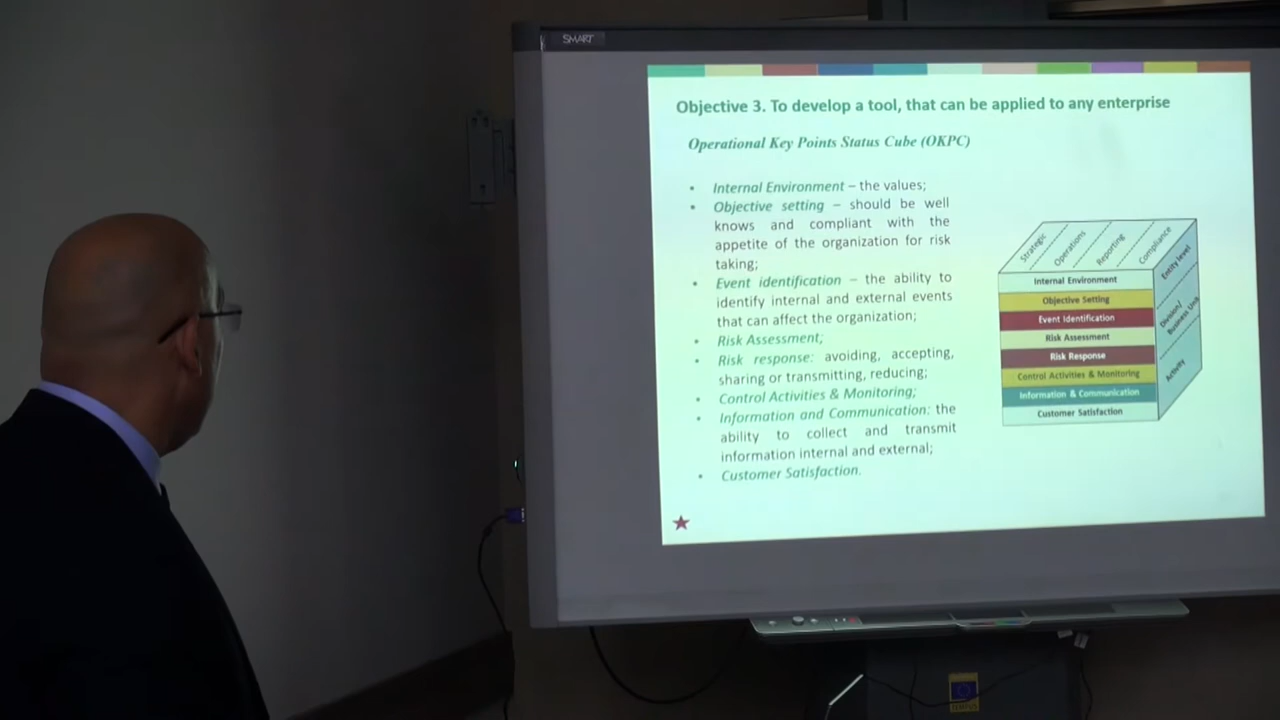 SMART
Objective 3. To develop a tool, that can be applied to any enterprise
Operational Key Points Status Cube (OKPC)
• Internal Environment – the values;
• Objective setting – should be well
knows and compliant with the
appetite of the organization for risk
taking;
• Event identification – the ability to
identify internal and external events
that can affect the organization;
• Risk Assessment;
• Risk response: avoiding, accepting,
sharing or transmitting, reducing;
• Control Activities & Monitoring;
• Information and Communication: the
ability to collect and transmit
information internal and external;
• Customer Satisfaction.
Strategic
Operations
Reporting
Compliance
Internal Environment
Objective Setting
Event Identification
Risk Assessment
Risk Response
Control Activities & Monitoring
Information & Communication
Customer Satisfaction
Entity level
Division/
Business Unit
Activity